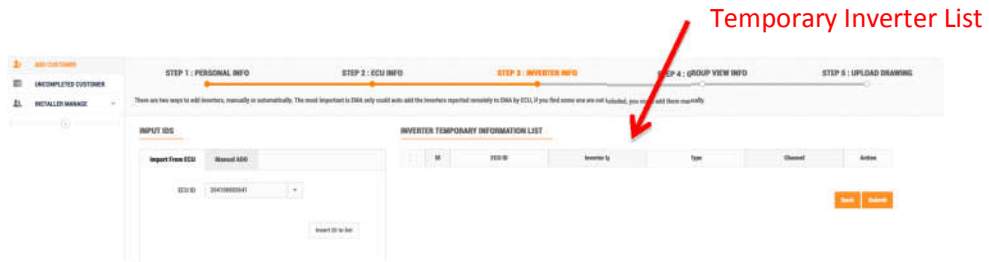 Temporary Inverter List
ADD CUSTOMER
UNCOMPLETED CUSTOMER
INSTALLER MANAGE
STEP 1 : PERSONAL INFO
STEP 2 : ECU INFO
STEP 3 : INVERTER INFO
STEP 4 : GROUP VIEW INFO
STEP 5 : UPLOAD DRAWING
There are two ways to add inverters, manually or automatically. The most important is EMA only could auto add the inverters reported remotely to EMA by ECU, if you find some one are not included, you could add them manually.
INPUT IDS
INVERTER TEMPORARY INFORMATION LIST
Import From ECU
Manual ADD
Id
ECU ID
Inverter Ip
Type
Channel
Action
ECU ID
Back
Submit
Insert ID to list